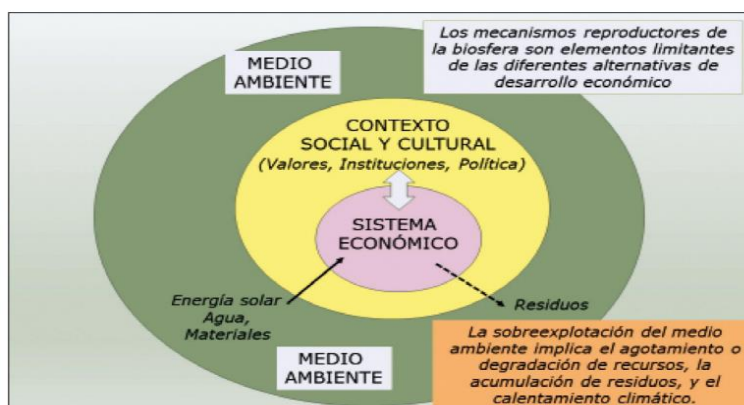 Los mecanismos reproductores de
la biosfera son elementos limitantes
de las diferentes alternativas de
desarrollo económico
MEDIO
AMBIENTE
CONTEXTO
SOCIAL Y CULTURAL
(Valores, Instituciones, Política)
SISTEMA
ECONÓMICO
Energía solar
Agua,
Materiales
Residuos
MEDIO
AMBIENTE
La sobreexplotación del medio
ambiente implica el agotamiento o
degradación de recursos, la
acumulación de residuos, y el
calentamiento climático.